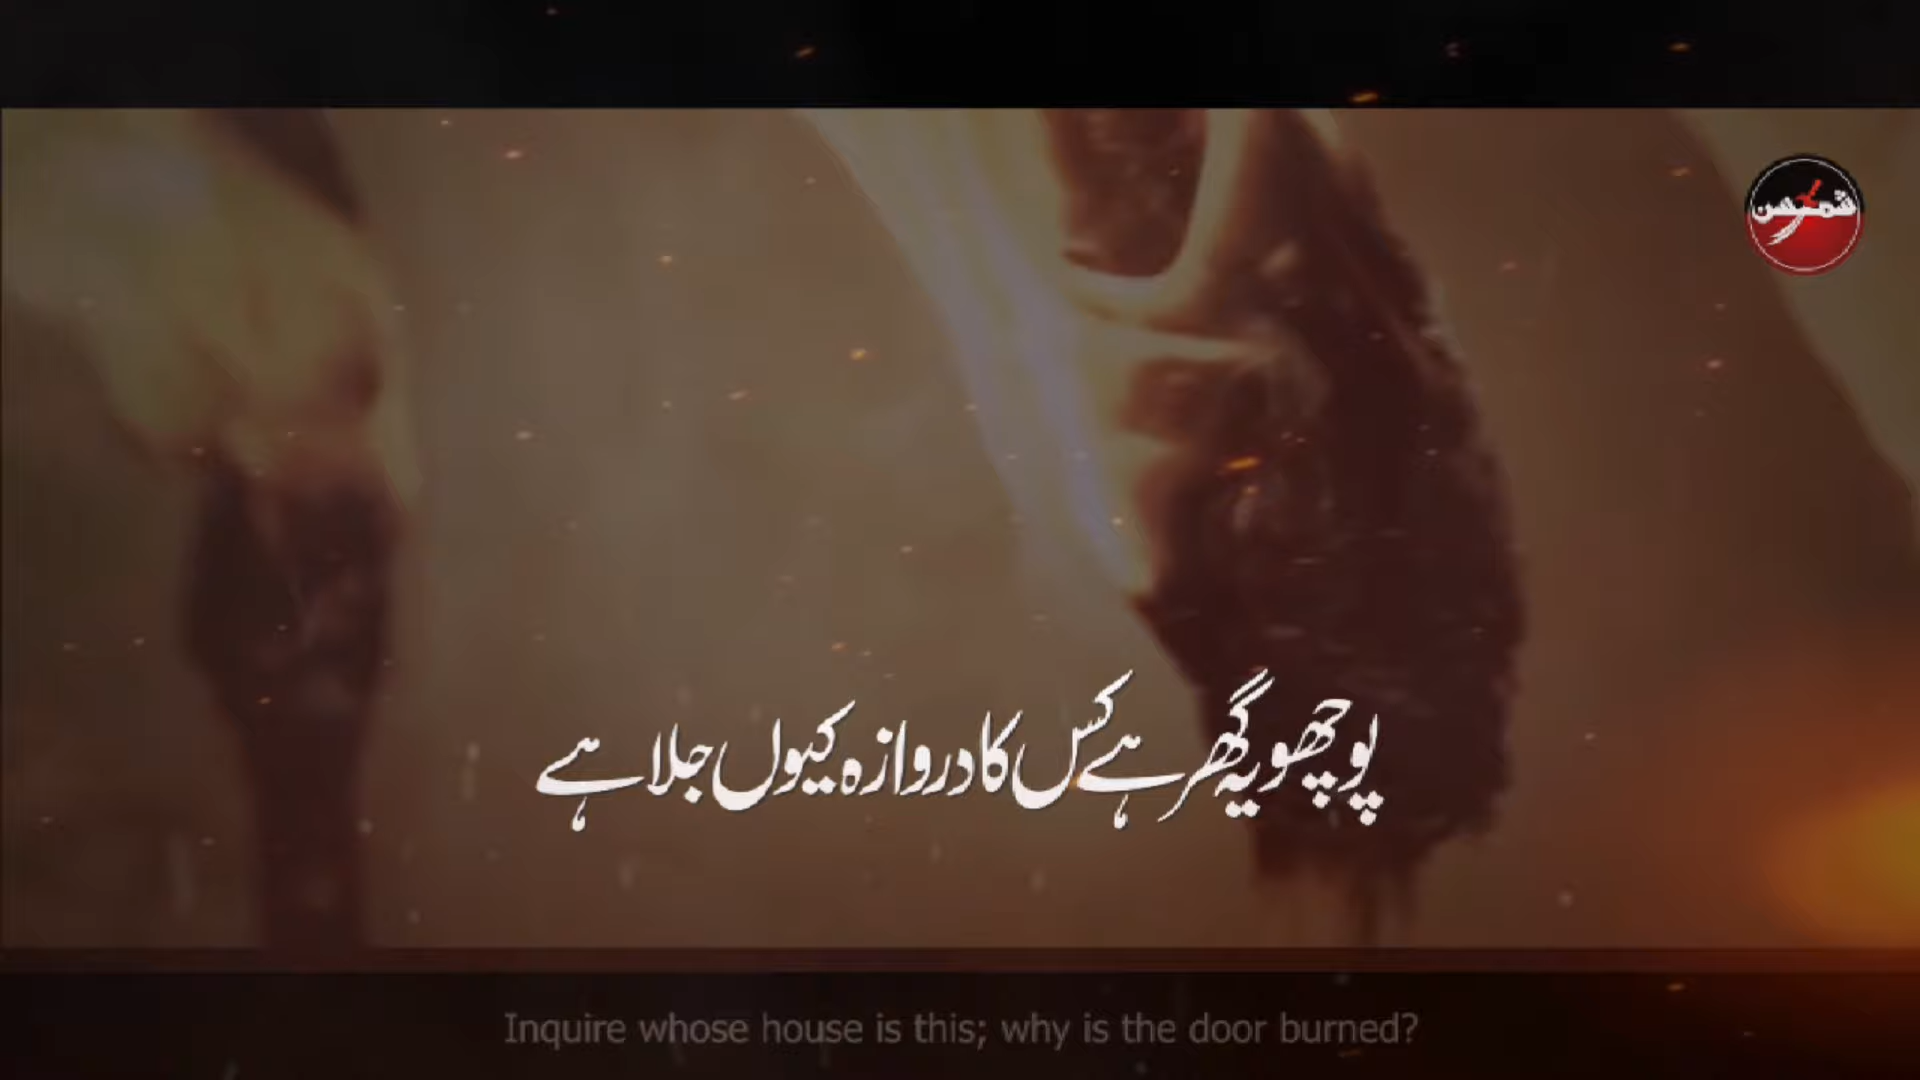 پوچھو یہ گھر ہے کس کا دروازہ کیوں جلا ہے
Inquire whose house is this; why is the door burned?